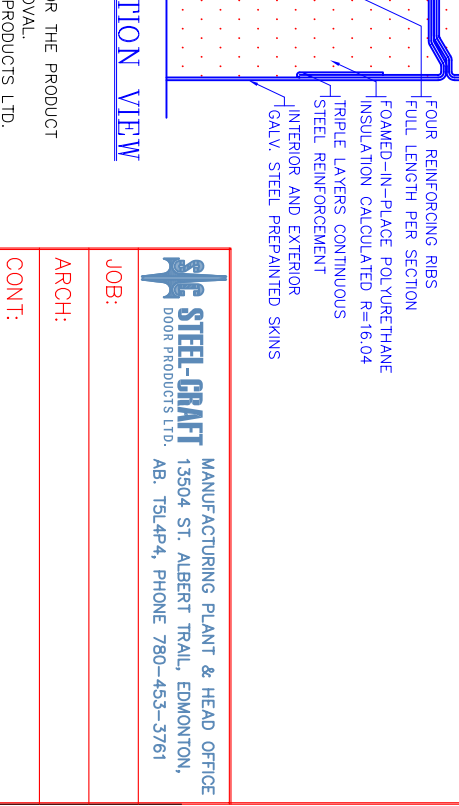 FOUR REINFORCING RIBS
FULL LENGTH PER SECTION
FOAMED-IN-PLACE POLYURETHANE
INSULATION CALCULATED R=16.04
TRIPLE LAYERS CONTINUOUS
STEEL REINFORCEMENT
INTERIOR AND EXTERIOR
GALV. STEEL PREPAINTED SKINS
TION VIEW
OR THE PRODUCT
OVAL.
PRODUCTS LTD.
S C STEEL-CRAFT
DOOR PRODUCTS LTD.
MANUFACTURING PLANT & HEAD OFFICE
13504 ST. ALBERT TRAIL, EDMONTON,
AB. T5L4P4, PHONE 780-453-3761
JOB:
ARCH:
CONT: